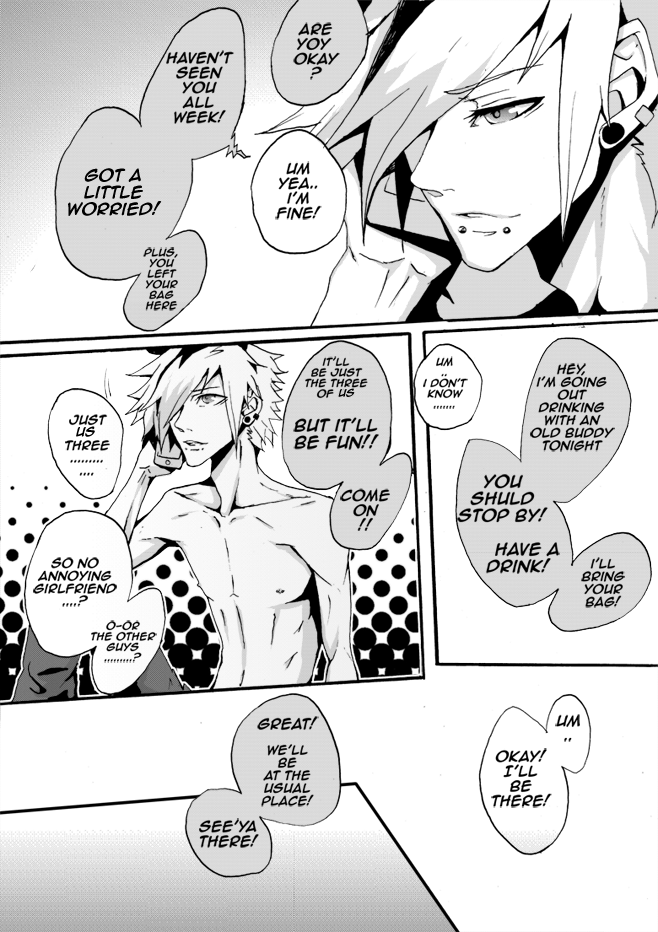 ARE
YOY
OKAY
?
HAVEN'T
SEEN
YOU
ALL
WEEK!
GOT A
LITTLE
WORRIED!
PLUS,
YOU
LEFT
YOUR
BAG
HERE
UM
YEA..
I'M
FINE!
UM
..
I DON'T
KNOW
.......
HEY,
I'M GOING
OUT
DRINKING
WITH AN
OLD BUDDY
TONIGHT
YOU
SHULD
STOP BY!
HAVE A
DRINK!
I'LL
BRING
YOUR
BAG!
IT'LL
BE JUST
THE THREE
OF US
BUT IT'LL
BE FUN!!
COME
ON
!!
JUST
US
THREE
.........
....
SO NO
ANNOYING
GIRLFRIEND
.....?
O-OR
THE OTHER
GUYS
..........?
UM
..
OKAY!
I'LL
BE
THERE!
GREAT!
WE'LL
BE
AT THE
USUAL
PLACE!
SEE'YA
THERE!